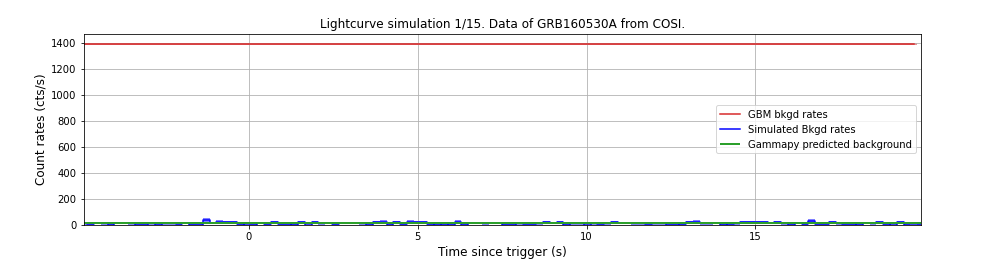 Lightcurve simulation 1/15. Data of GRB160530A from COSI.
Count rates (cts/s)
1400
1200
1000
800
600
400
200
0
GBM bkgd rates
Simulated Bkgd rates
Gammapy predicted background
0 5 10 15
Time since trigger (s)